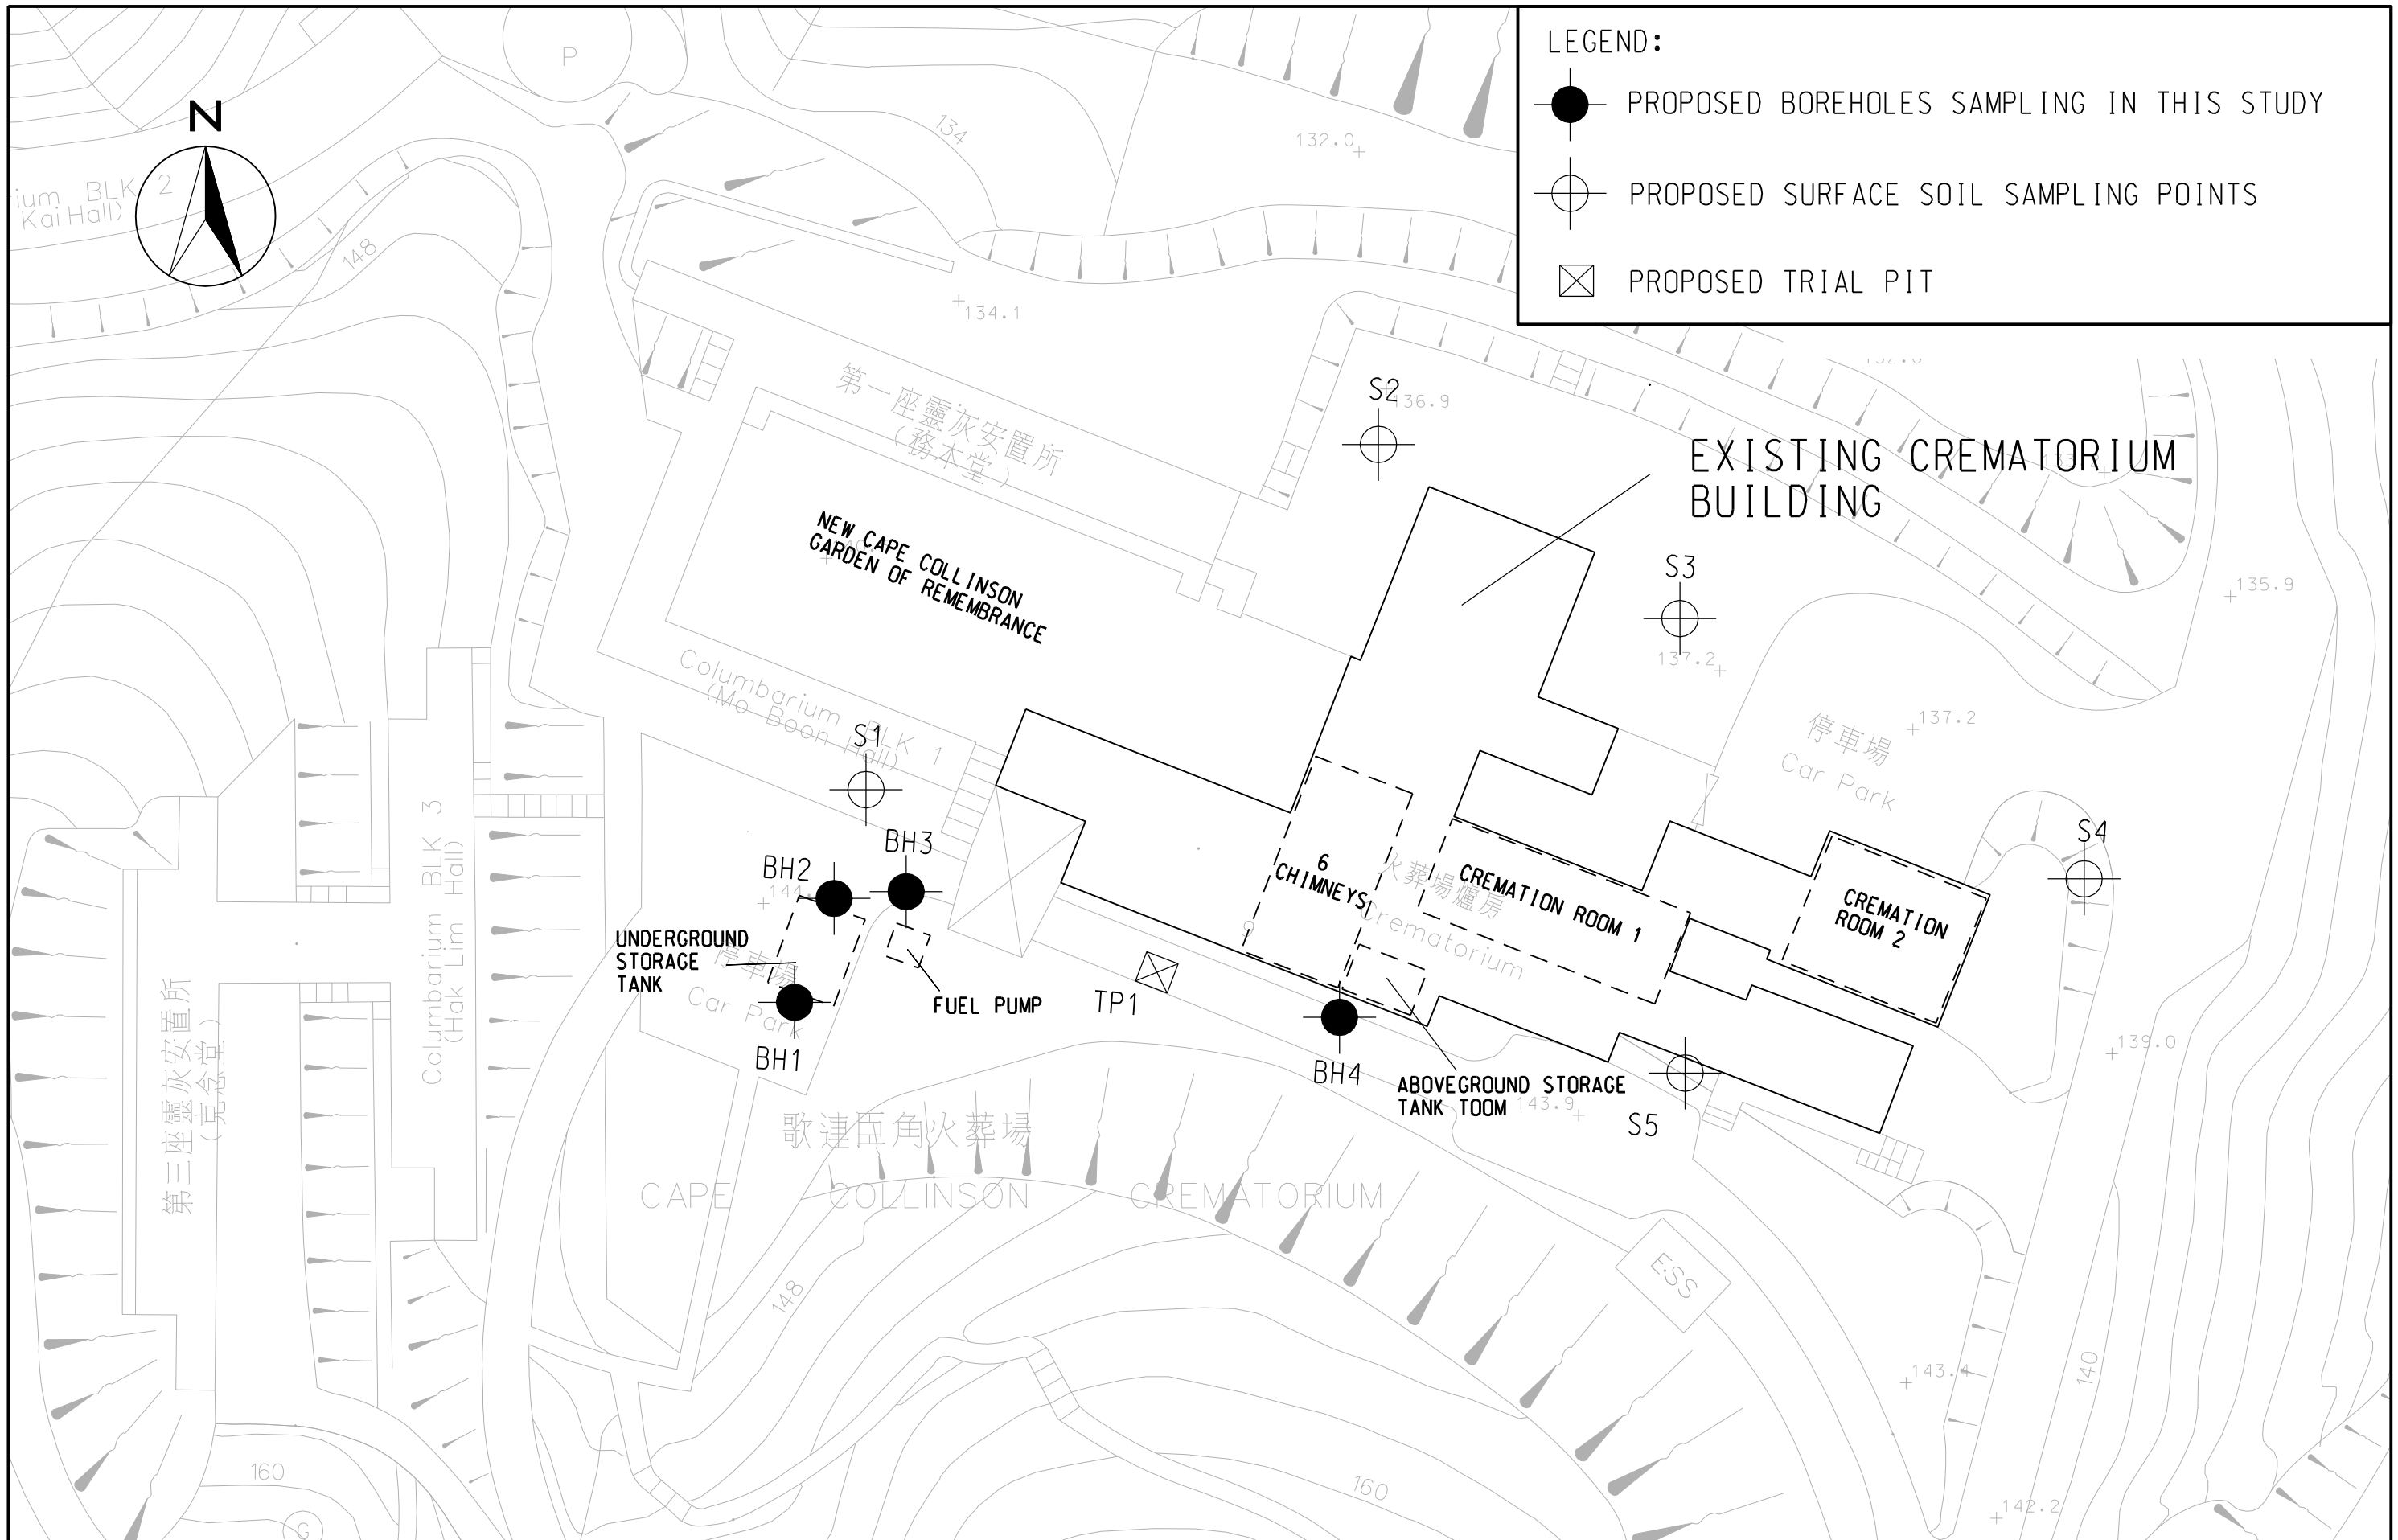 LEGEND:
PROPOSED BOREHOLES SAMPLING IN THIS STUDY
PROPOSED SURFACE SOIL SAMPLING POINTS
PROPOSED TRIAL PIT
N
P
ium BLK 2
Kai Hall)
148
134
132.0
134.1
第一座靈灰安置所
(務本堂)
S2
136.9
EXISTING CREMATORIUM
BUILDING
NEW CAPE COLLINSON
GARDEN OF REMEMBRANCE
S3
137.2
135.9
Columbarium BLK 1
(Mo Boon Hall)
S1
停車場
Car Park
137.2
Columbarium BLK 3
(Hak Lim Hall)
BH2
BH3
144.
S4
6
CHIMNEYS
火葬場爐房
Crematorium
CREMATION ROOM 1
CREMATION
ROOM 2
9
UNDERGROUND
STORAGE
TANK
停車場
Car Park
FUEL PUMP
TP1
BH1
BH4
ABOVEGROUND STORAGE
TANK TOOM
143.9
S5
139.0
第三座靈灰安置所
(克念堂)
歌連臣角火葬場
CAPE COLLINSON CREMATORIUM
148
ESS
143.4
140
160
160
G
142.2